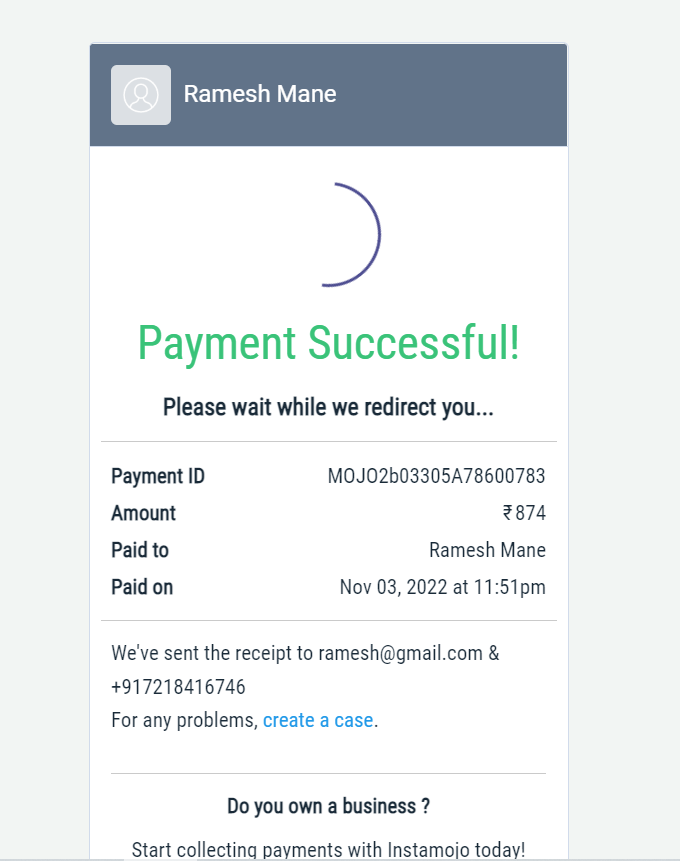 Ramesh Mane
Payment Successful!
Please wait while we redirect you...
Payment ID MOJO2b03305A78600783
Amount ₹874
Paid to Ramesh Mane
Paid on Nov 03, 2022 at 11:51pm
We've sent the receipt to ramesh@gmail.com &
+917218416746
For any problems, create a case.
Do you own a business ?
Start collecting payments with Instamojo today!